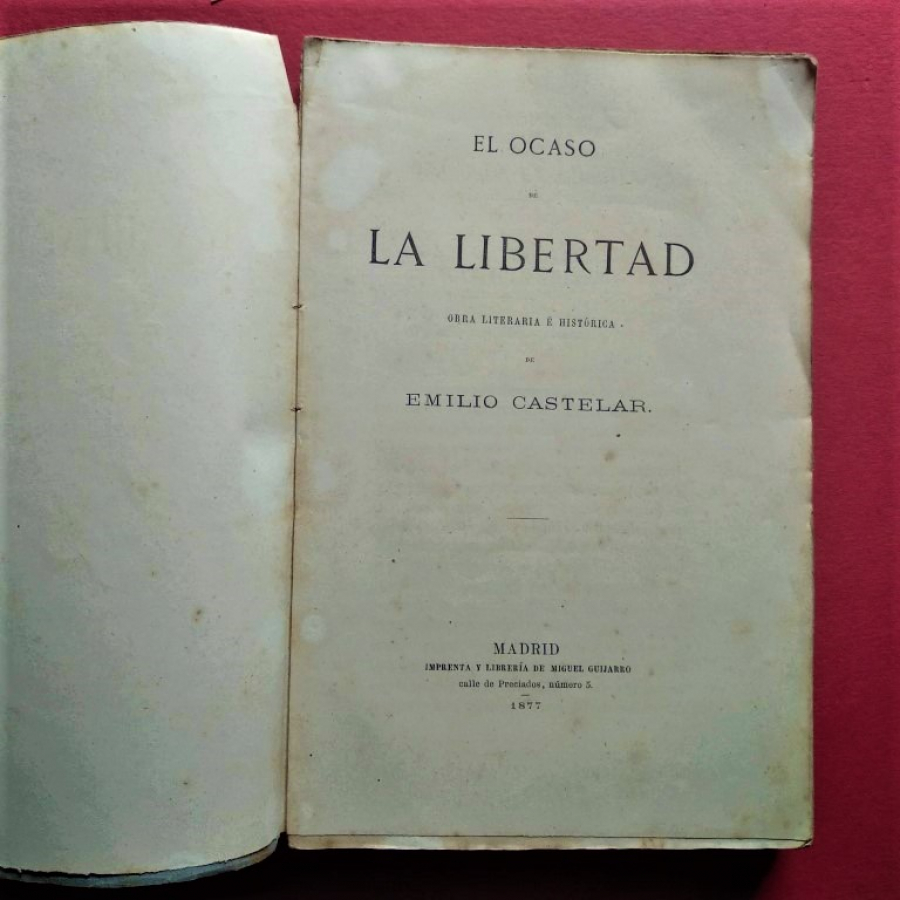 EL OCASO
DE
LA LIBERTAD
OBRA LITERARIA É HISTÓRICA
DE
EMILIO CASTELAR.
MADRID
IMPRENTA Y LIBRERÍA DE MIGUEL GUIJARRO
calle de Preciados, número 5.
1877